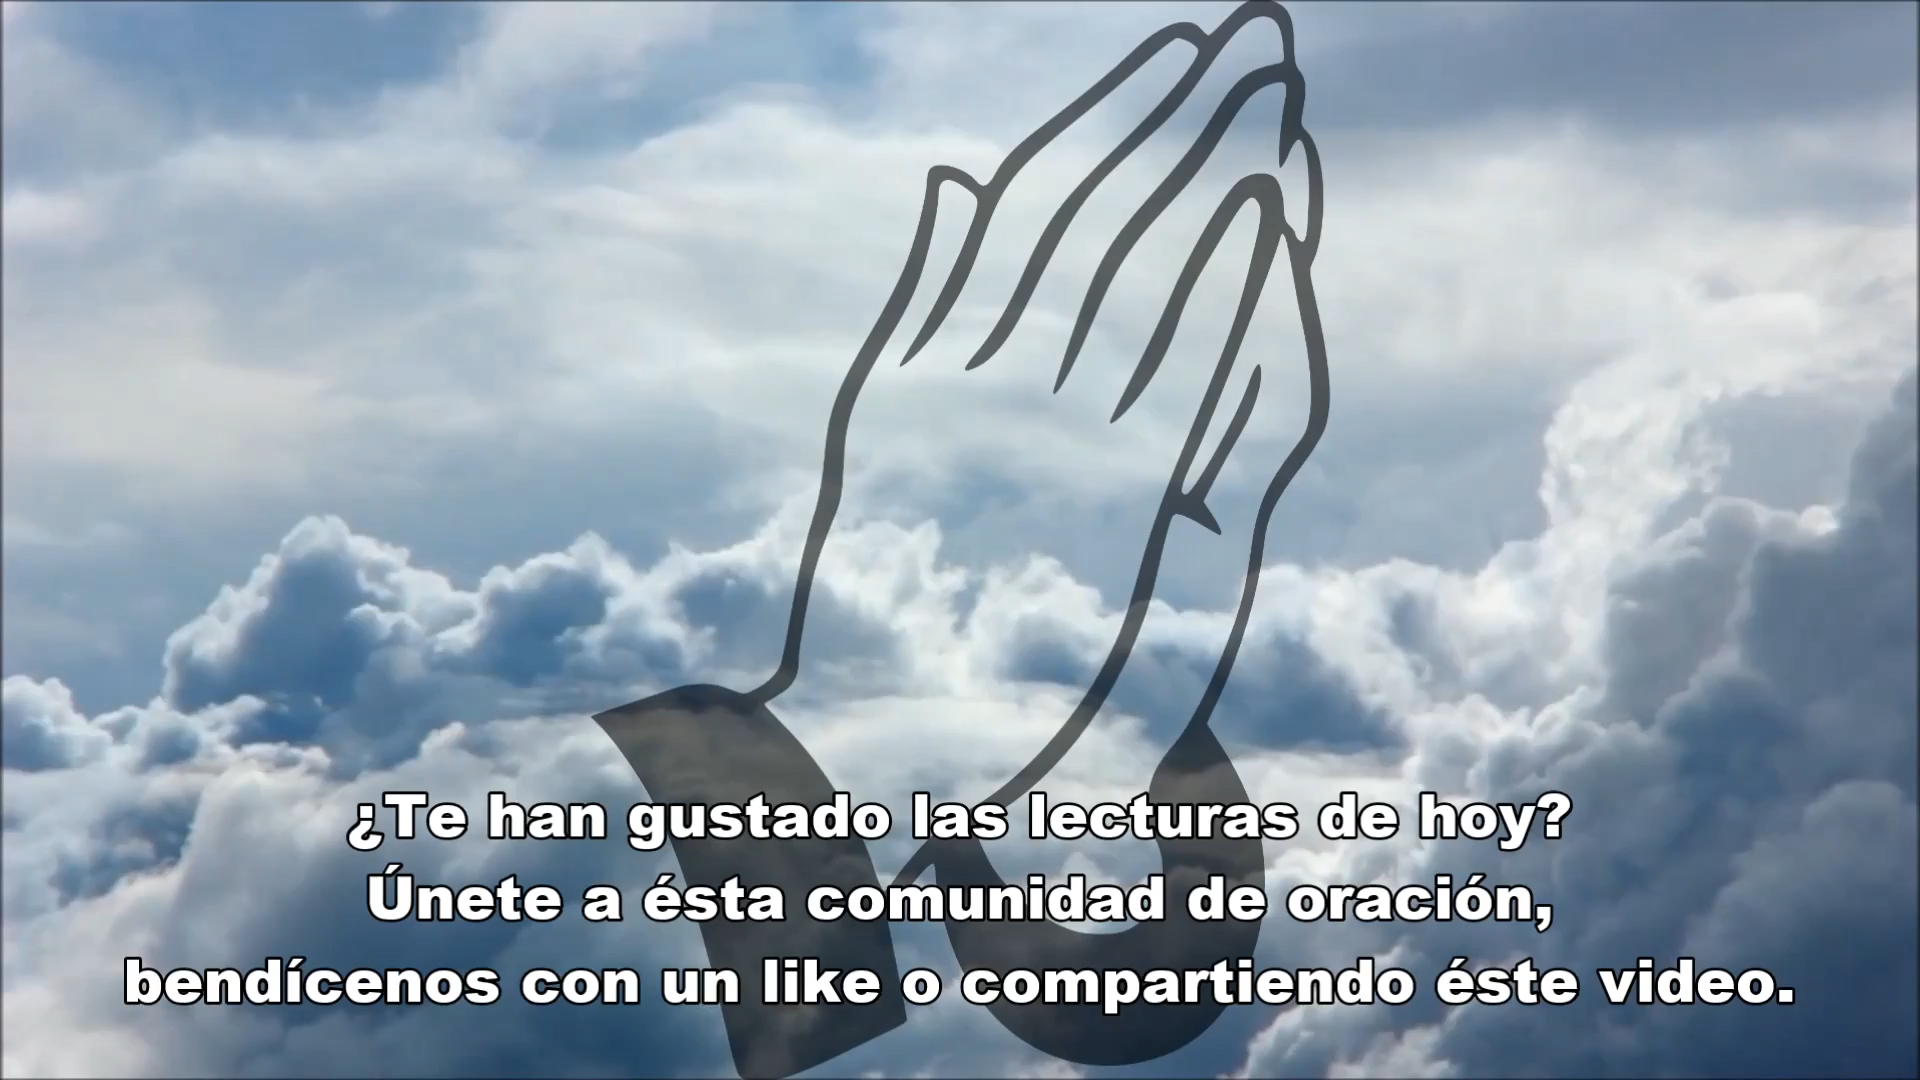 ¿Te han gustado las lecturas de hoy?
Únete a ésta comunidad de oración,
bendícenos con un like o compartiendo éste video.